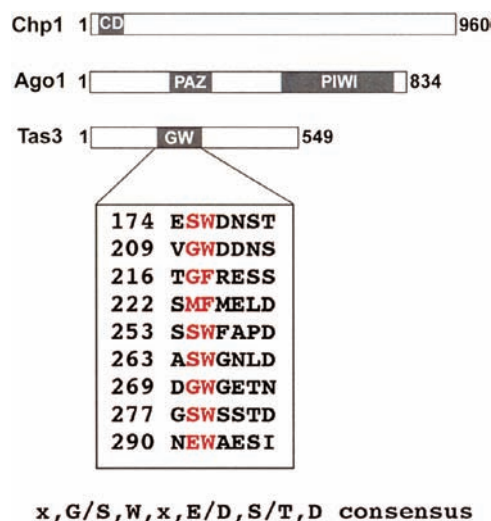 Chp1 1 CD 960
Ago1 1 PAZ PIWI 834
Tas3 1 GW 549
174 ESWDNST
209 VGWDDNS
216 TGFRESS
222 SMFMELD
253 SSWFAPD
263 ASWGNLD
269 DGWGETN
277 GSWSSTD
290 NEWAESI
x,G/S,W,x,E/D,S/T,D consensus